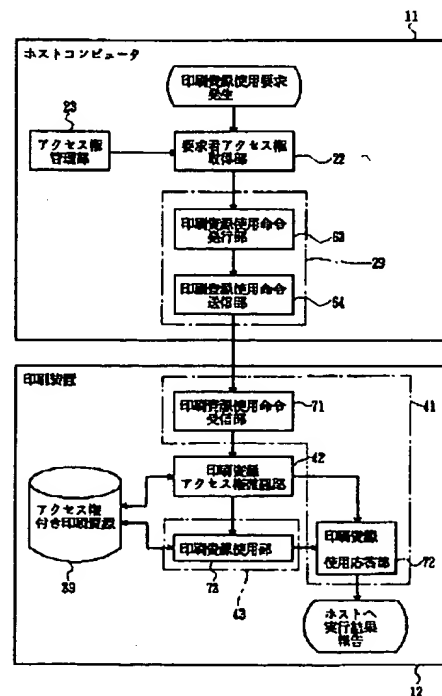 11
ホストコンピュータ
印刷資源使用要求
発生
23
アクセス権
管理部
要求者アクセス権
取得部
22
印刷資源使用命令
発行部
63
29
印刷資源使用命令
送信部
64
印刷装置
印刷資源使用命令
受信部
71
41
42
印刷資源
アクセス権確認部
アクセス権
付き印刷資源
39
印刷資源使用部
73
43
印刷資源
使用応答部
72
ホストへ
実行結果
報告
12